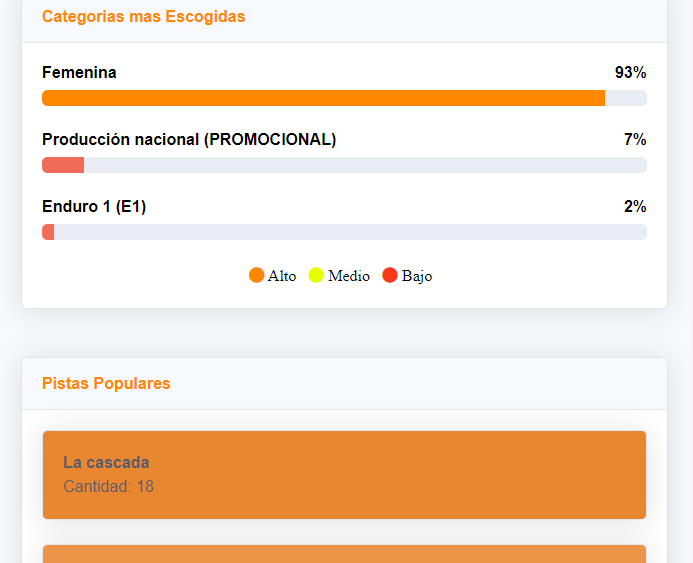 Categorias mas Escogidas
Femenina 93%
Producción nacional (PROMOCIONAL) 7%
Enduro 1 (E1) 2%
Alto Medio Bajo
Pistas Populares
La cascada
Cantidad: 18